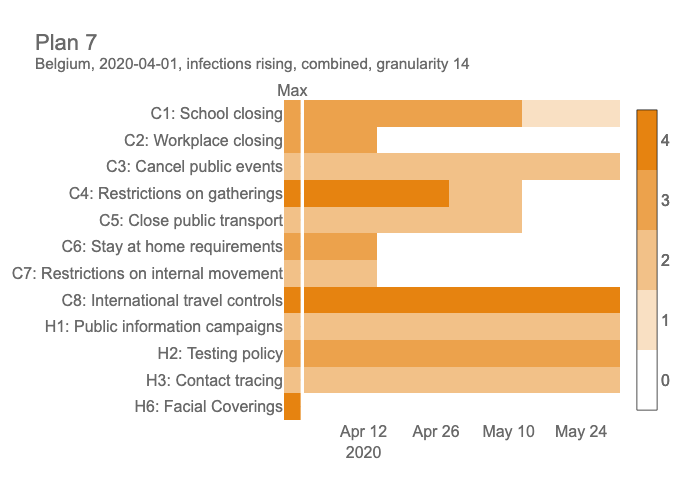 Plan 7
Belgium, 2020-04-01, infections rising, combined, granularity 14
Max
C1: School closing
C2: Workplace closing
C3: Cancel public events
C4: Restrictions on gatherings
C5: Close public transport
C6: Stay at home requirements
C7: Restrictions on internal movement
C8: International travel controls
H1: Public information campaigns
H2: Testing policy
H3: Contact tracing
H6: Facial Coverings
4
3
2
1
0
Apr 12 Apr 26 May 10 May 24
2020